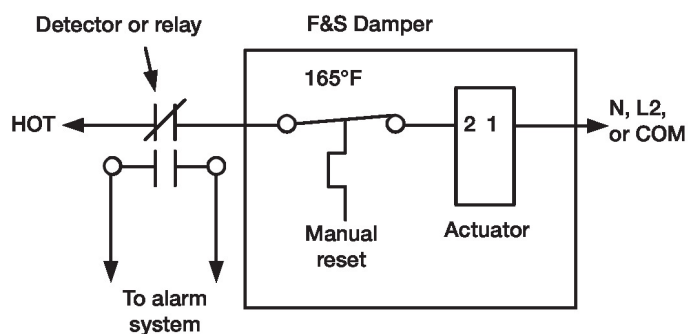 Detector or relay
F&S Damper
165°F
HOT
2 1
N, L2,
or COM
Manual
reset
Actuator
To alarm
system